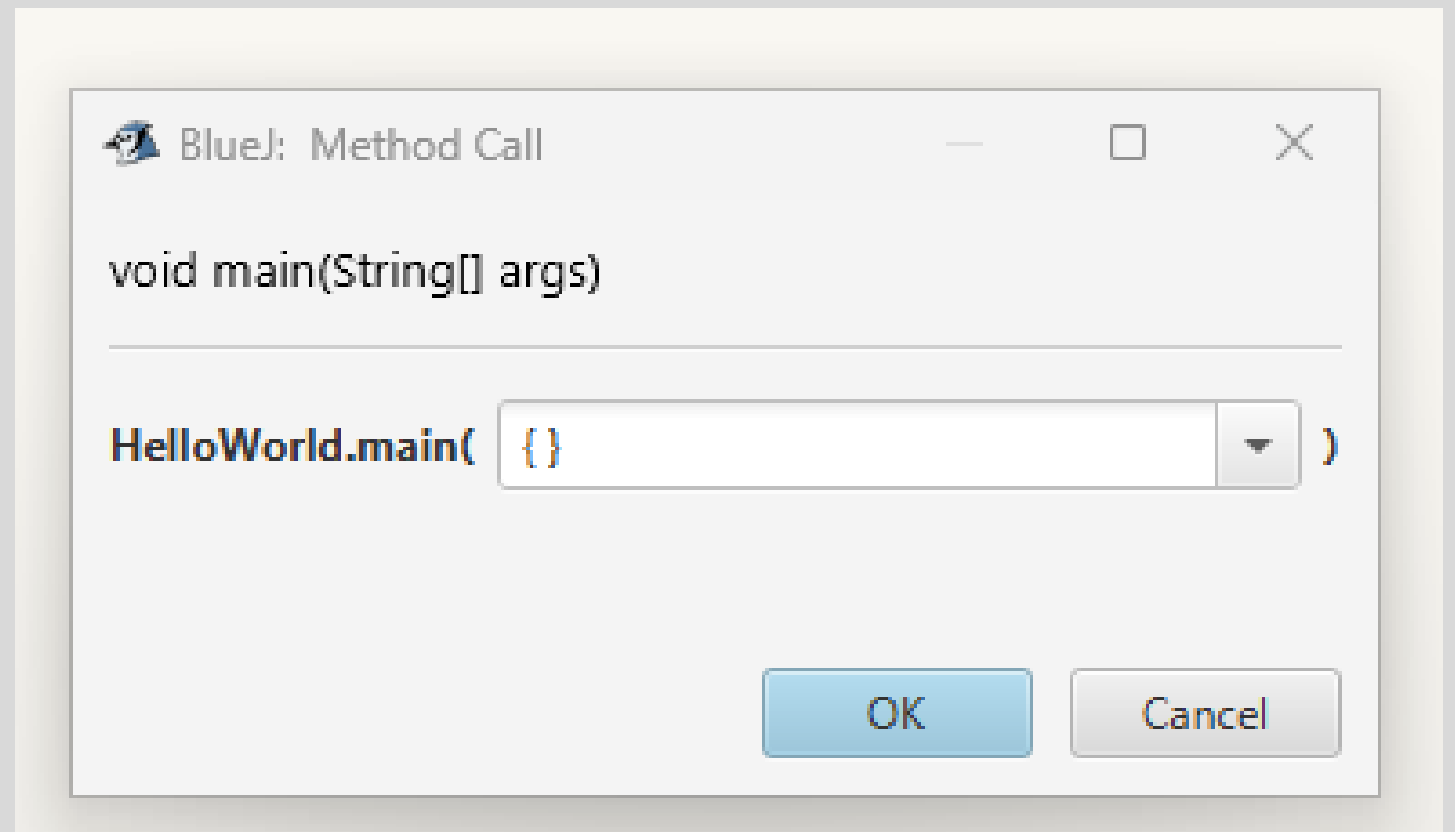 BlueJ: Method Call
void main(String[] args)
HelloWorld.main( { } )
OK Cancel